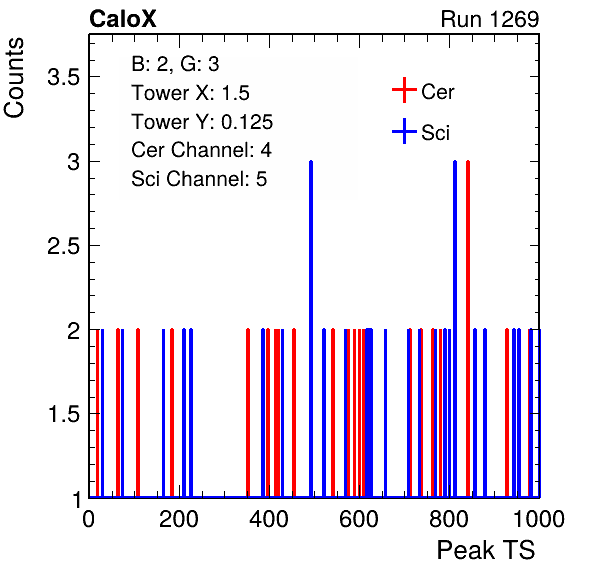 CaloX Run 1269
Counts
3.5
3
2.5
2
1.5
1
B: 2, G: 3
Tower X: 1.5
Tower Y: 0.125
Cer Channel: 4
Sci Channel: 5
Cer
Sci
0 200 400 600 800 1000
Peak TS